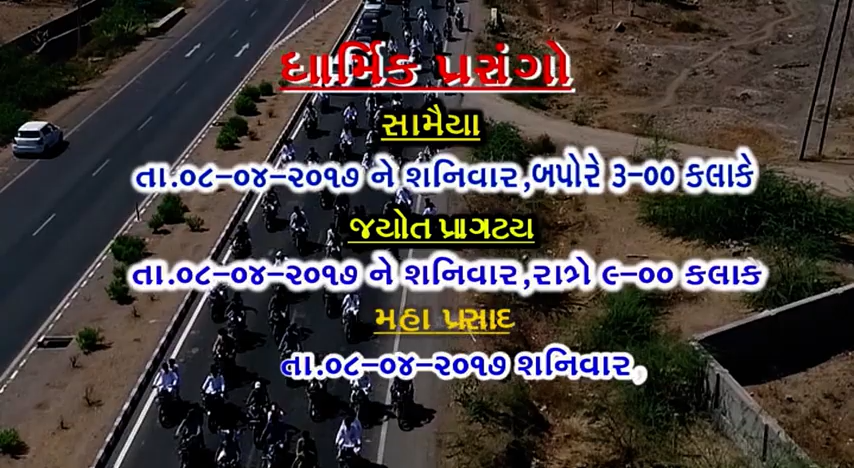 ધાર્મિક પ્રસંગો
સામૈયા
તા.૦૮-૦૪-૨૦૧૭ ને શનિવાર,બપોરે ૩-૦૦ કલાકે
જયોત પ્રાગટય
તા.૦૮-૦૪-૨૦૧૭ ને શનિવાર,રાત્રે ૯-૦૦ કલાક
મહા પ્રસાદ
તા.૦૮-૦૪-૨૦૧૭ શનિવાર,